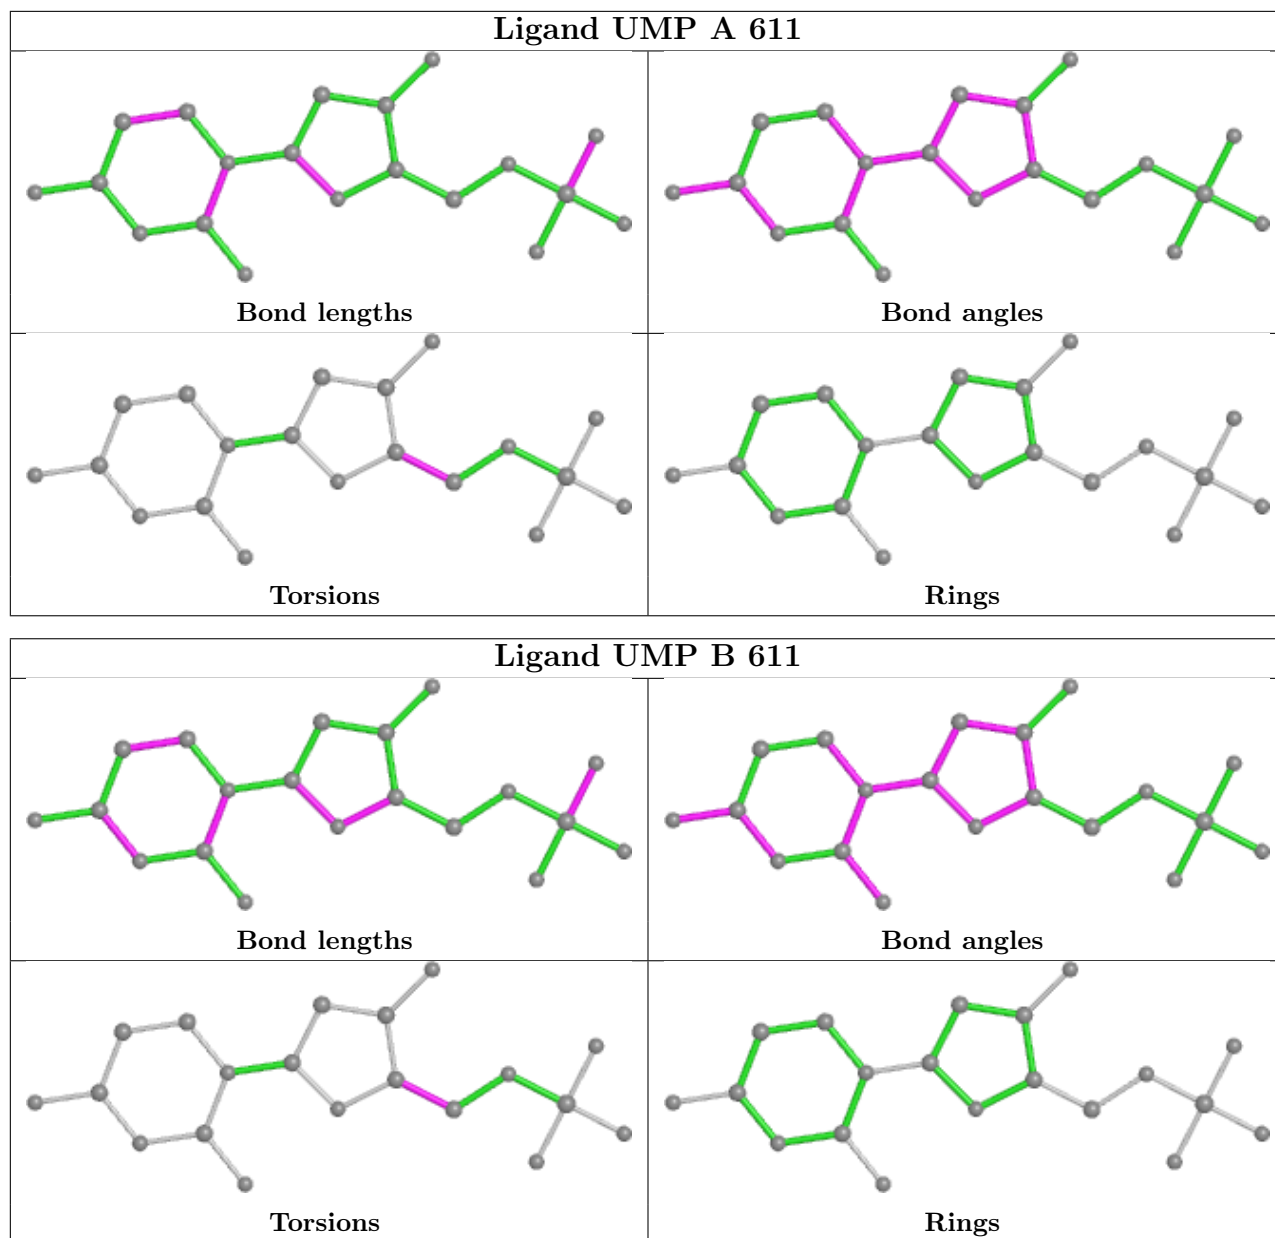 Ligand UMP A 611
Bond lengths
Bond angles
Torsions
Rings
Ligand UMP B 611
Bond lengths
Bond angles
Torsions
Rings